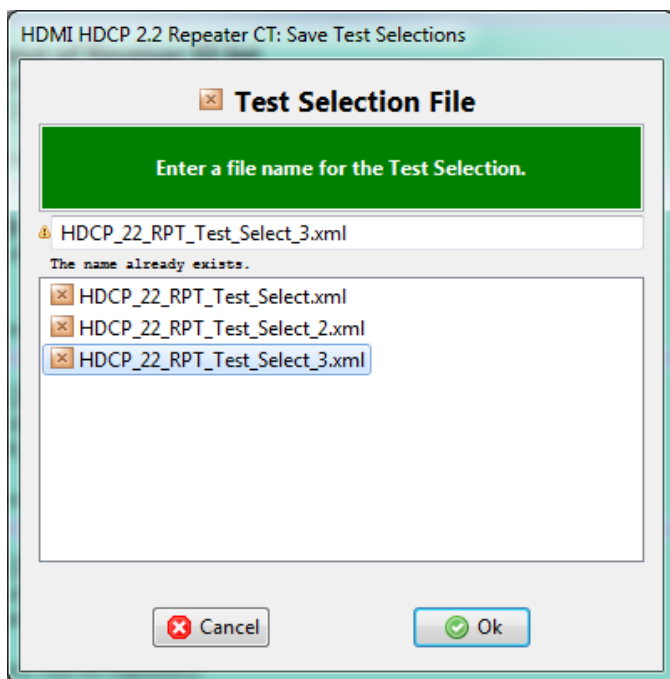 HDMI HDCP 2.2 Repeater CT: Save Test Selections
Test Selection File
Enter a file name for the Test Selection.
HDCP_22_RPT_Test_Select_3.xml
The name already exists.
HDCP_22_RPT_Test_Select.xml
HDCP_22_RPT_Test_Select_2.xml
HDCP_22_RPT_Test_Select_3.xml
Cancel
Ok